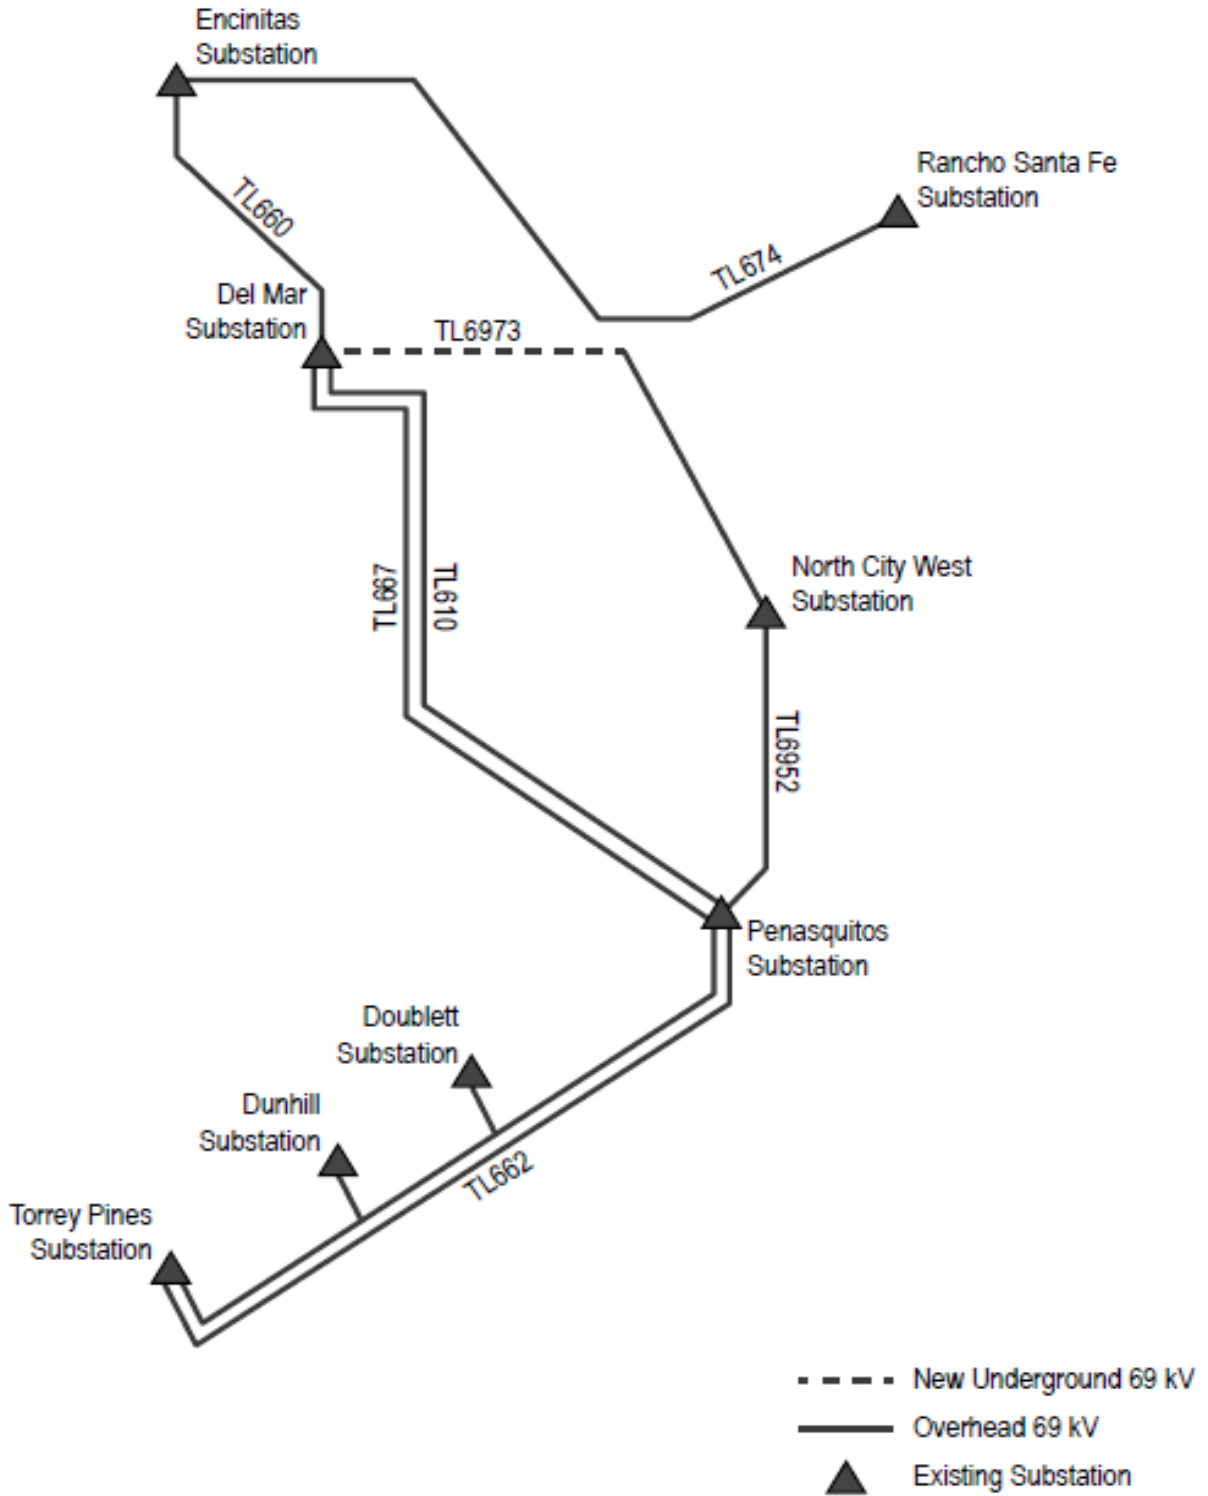 Encinitas
Substation
Rancho Santa Fe
Substation
TL660
TL674
Del Mar
Substation
TL6973
North City West
Substation
TL667
TL610
TL6952
Penasquitos
Substation
Doublett
Substation
Dunhill
Substation
TL662
Torrey Pines
Substation
New Underground 69 kV
Overhead 69 kV
Existing Substation